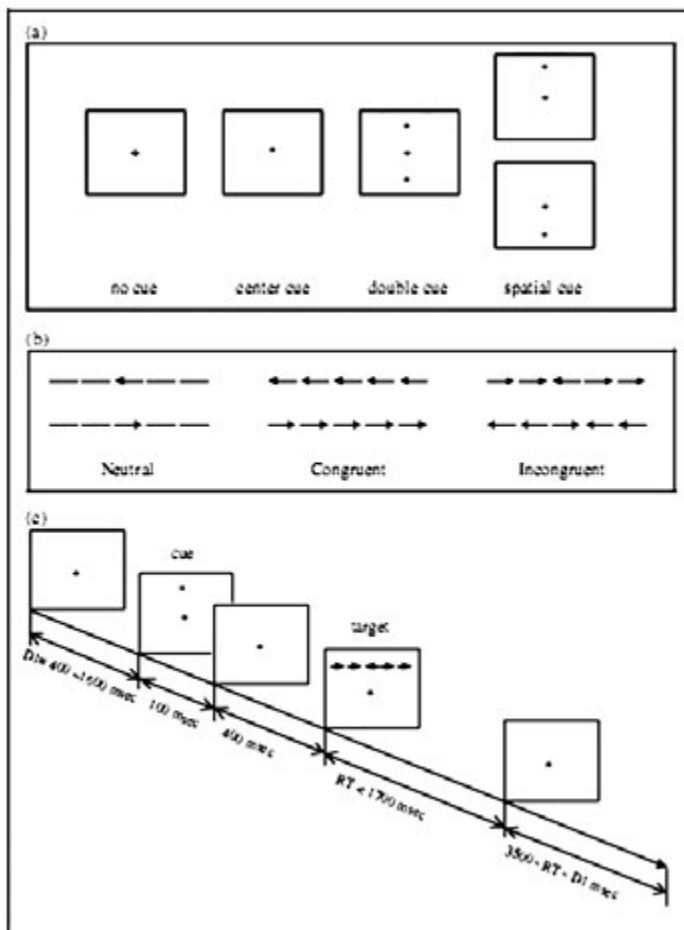 (a)
no cue center cue double cue spatial cue
(b)
Neutral Congruent Incongruent
(c)
cue
target
D1= 400 -1600 msec
100 msec
400 msec
RT < 1700 msec
3500 - RT - D1 msec